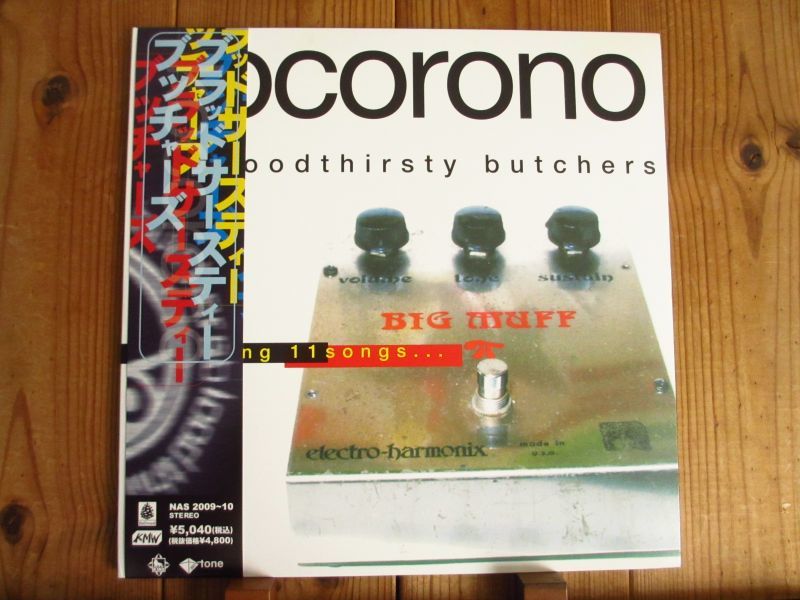 ocorono
oodthirsty butchers
ブラッドサースティー
ブッチャーズ
volume tone sustain
BIG MUFF
ng 11songs...
electro-harmonix
made in
U.S.A.
NAS 2009~10
STEREO
¥5,040(税込)
(税抜価格¥4,800)
KMW
tone